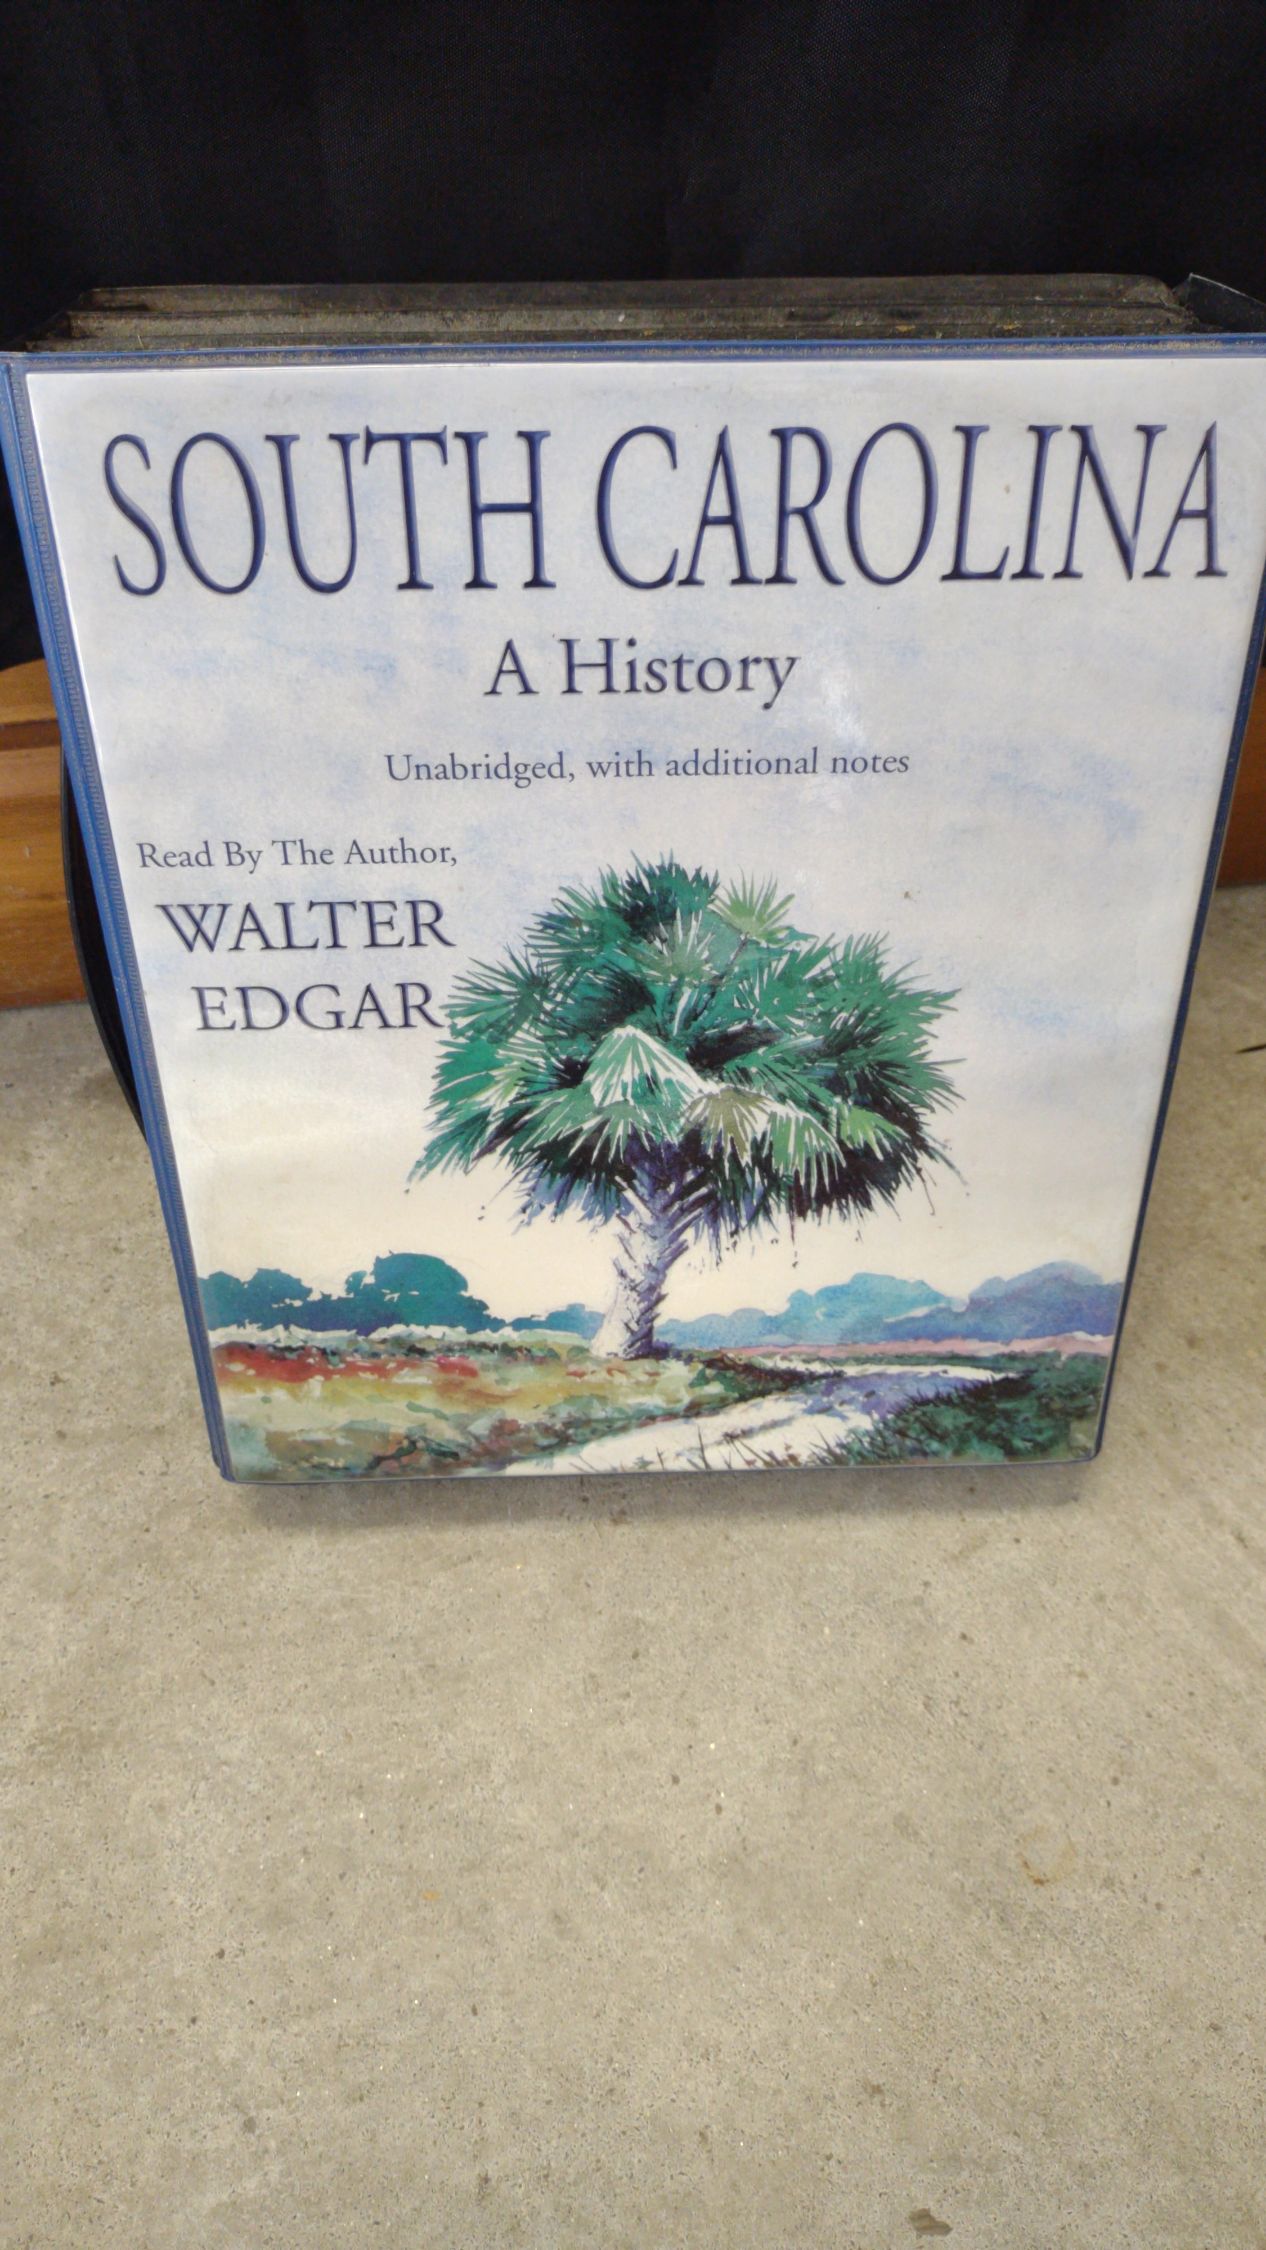 SOUTH CAROLINA
A History
Unabridged, with additional notes
Read By The Author,
WALTER
EDGAR